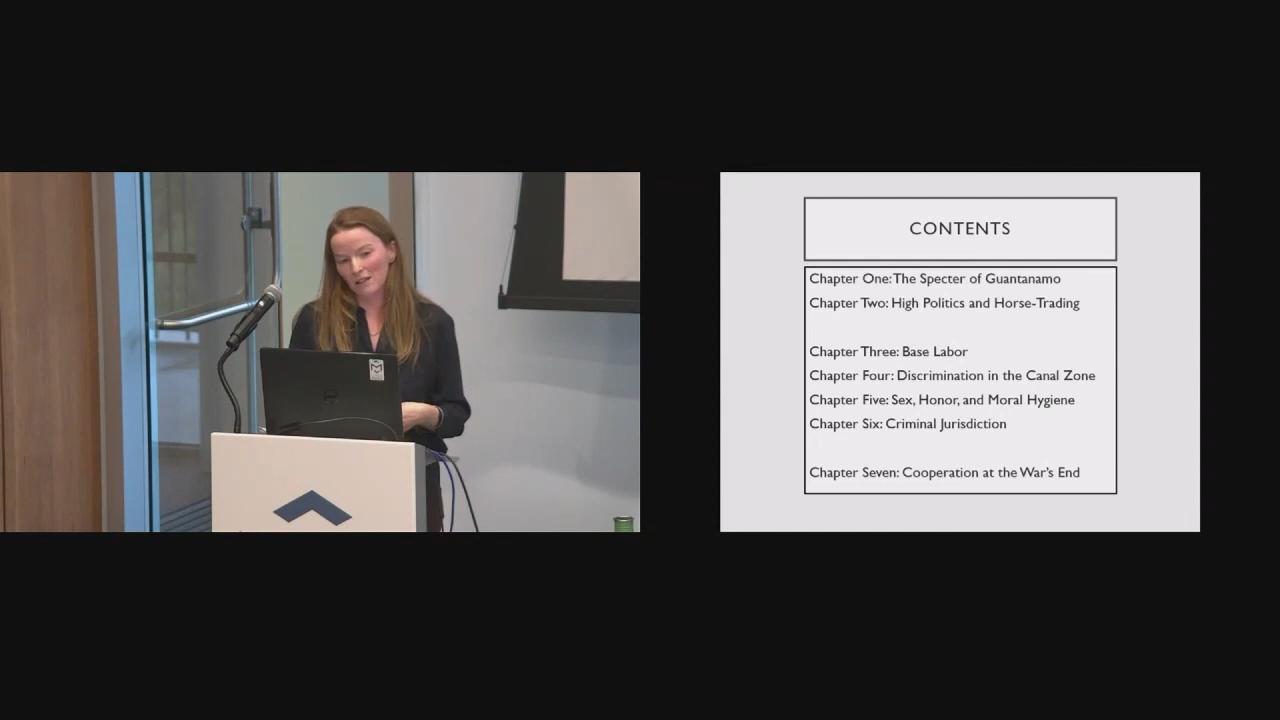 CONTENTS
Chapter One: The Specter of Guantanamo
Chapter Two: High Politics and Horse-Trading
Chapter Three: Base Labor
Chapter Four: Discrimination in the Canal Zone
Chapter Five: Sex, Honor, and Moral Hygiene
Chapter Six: Criminal Jurisdiction
Chapter Seven: Cooperation at the War's End